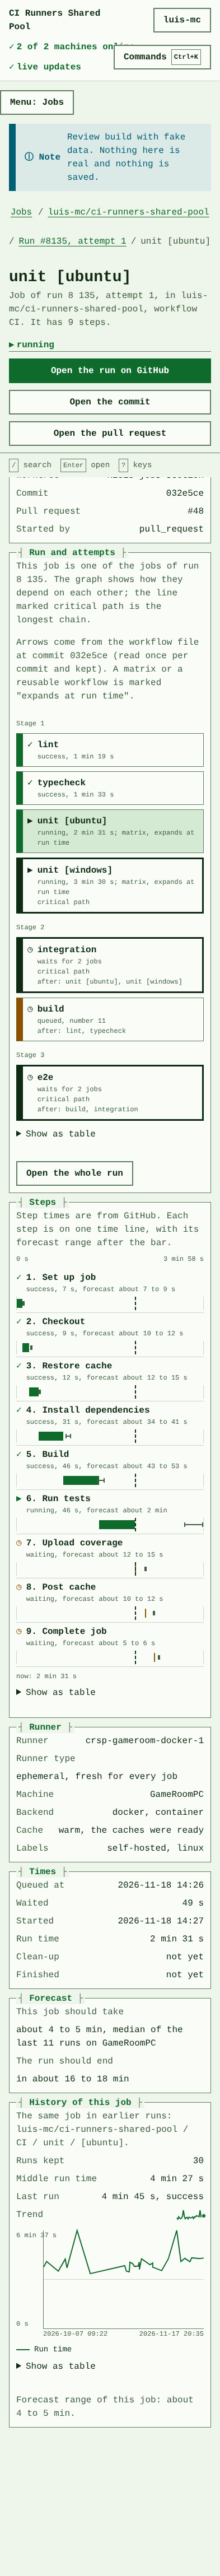 CI Runners Shared
Pool
luis-mc
✓ 2 of 2 machines online
✓ live updates
Commands Ctrl+K
Menu: Jobs
ⓘ Note
Review build with fake
data. Nothing here is
real and nothing is
saved.
Jobs / luis-mc/ci-runners-shared-pool
/ Run #8135, attempt 1 / unit [ubuntu]
unit [ubuntu]
Job of run 8 135, attempt 1, in luis-
mc/ci-runners-shared-pool, workflow
CI. It has 9 steps.
▶ running
Open the run on GitHub
Open the commit
Open the pull request
/ search Enter open ? keys
Commit 032e5ce
Pull request #48
Started by pull_request
Run and attempts
This job is one of the jobs of run
8 135. The graph shows how they
depend on each other; the line
marked critical path is the
longest chain.
Arrows come from the workflow file
at commit 032e5ce (read once per
commit and kept). A matrix or a
reusable workflow is marked
"expands at run time".
Stage 1
✓ lint
success, 1 min 19 s
✓ typecheck
success, 1 min 33 s
▶ unit [ubuntu]
running, 2 min 31 s; matrix, expands at
run time
▶ unit [windows]
running, 3 min 30 s; matrix, expands at
run time
critical path
Stage 2
◷ integration
waits for 2 jobs
critical path
after: unit [ubuntu], unit [windows]
◷ build
queued, number 11
after: lint, typecheck
Stage 3
◷ e2e
waits for 2 jobs
critical path
after: build, integration
▶ Show as table
Open the whole run
Steps
Step times are from GitHub. Each
step is on one time line, with its
forecast range after the bar.
0 s 3 min 58 s
✓ 1. Set up job
success, 7 s, forecast about 7 to 9 s
✓ 2. Checkout
success, 9 s, forecast about 10 to 12 s
✓ 3. Restore cache
success, 12 s, forecast about 12 to 15 s
✓ 4. Install dependencies
success, 31 s, forecast about 34 to 41 s
✓ 5. Build
success, 46 s, forecast about 43 to 53 s
▶ 6. Run tests
running, 46 s, forecast about 2 min
◷ 7. Upload coverage
waiting, forecast about 12 to 15 s
◷ 8. Post cache
waiting, forecast about 10 to 12 s
◷ 9. Complete job
waiting, forecast about 5 to 6 s
now: 2 min 31 s
▶ Show as table
Runner
Runner crsp-gameroom-docker-1
Runner type
ephemeral, fresh for every job
Machine GameRoomPC
Backend docker, container
Cache warm, the caches were ready
Labels self-hosted, linux
Times
Queued at 2026-11-18 14:26
Waited 49 s
Started 2026-11-18 14:27
Run time 2 min 31 s
Clean-up not yet
Finished not yet
Forecast
This job should take
about 4 to 5 min, median of the
last 11 runs on GameRoomPC
The run should end
in about 16 to 18 min
History of this job
The same job in earlier runs:
luis-mc/ci-runners-shared-pool /
CI / unit / [ubuntu].
Runs kept 30
Middle run time 4 min 27 s
Last run 4 min 45 s, success
Trend
6 min 37 s
0 s
2026-10-07 09:22 2026-11-17 20:35
Run time
▶ Show as table
Forecast range of this job: about
4 to 5 min.